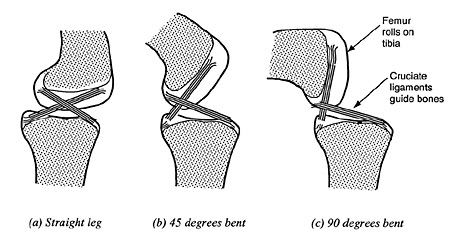 Femur
rolls on
tibia
Cruciate
ligaments
guide bones
(a) Straight leg
(b) 45 degrees bent
(c) 90 degrees bent